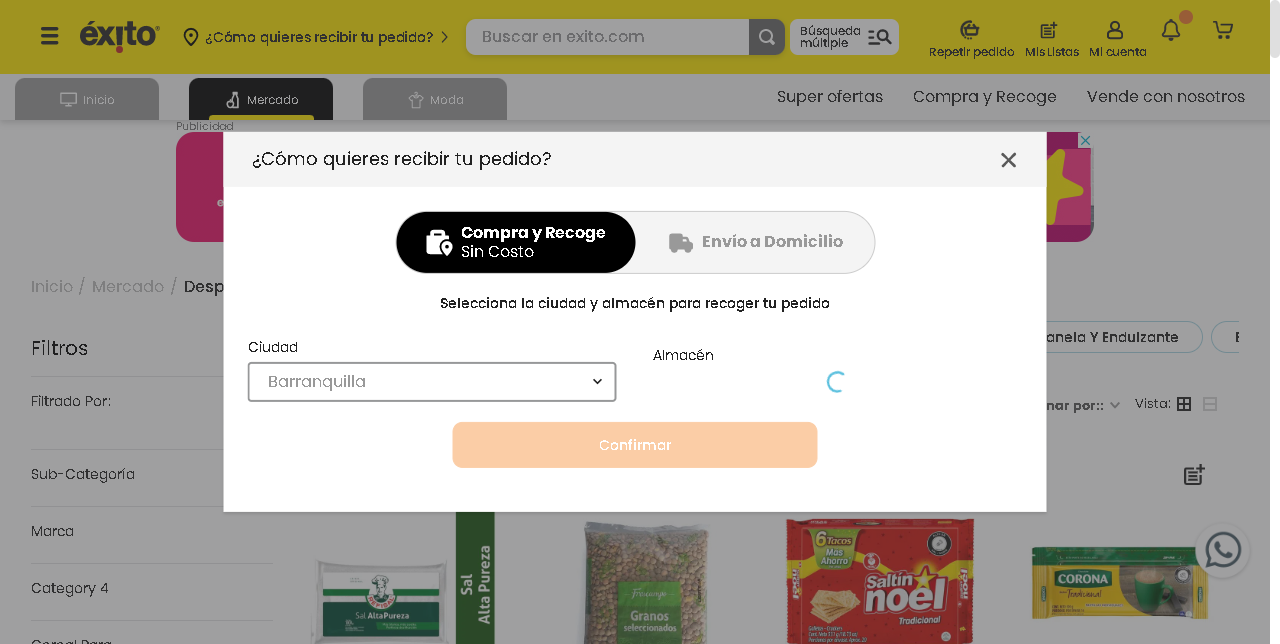 éxito
¿Cómo quieres recibir tu pedido?
Buscar en exito.com
Búsqueda
múltiple
Repetir pedido
Mis Listas
Mi cuenta
Inicio
Mercado
Moda
Super ofertas
Compra y Recoge
Vende con nosotros
Publicidad
¿Cómo quieres recibir tu pedido?
Compra y Recoge
Sin Costo
Envío a Domicilio
Selecciona la ciudad y almacén para recoger tu pedido
Ciudad
Barranquilla
Almacén
Confirmar
Inicio / Mercado / Desp
Filtros
anela Y Endulzante
Filtrado Por:
nar por::
Vista:
Sub-Categoría
Marca
Category 4
Cereal Para
Sal AltaPureza
Sal
Alta Pureza
Frescampo
Granos
seleccionados
6 Tacos
Más
Ahorro
Saltín
noel
Tradicional
CORONA
Tradicional